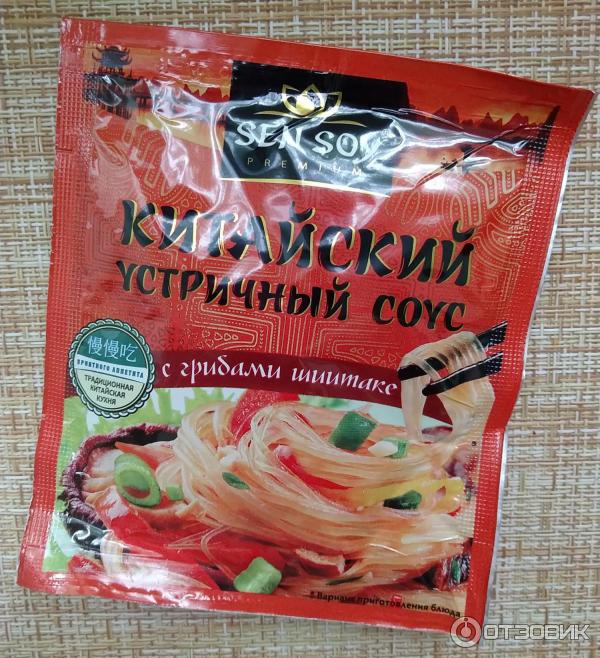 SEN SOY
PREMIUM
КИТАЙСКИЙ
УСТРИЧНЫЙ СОУС
с грибами шиитаке
慢慢吃
ПРИЯТНОГО АППЕТИТА
ТРАДИЦИОННАЯ
КИТАЙСКАЯ
КУХНЯ
Вариант приготовления блюда
ОТЗОВИК